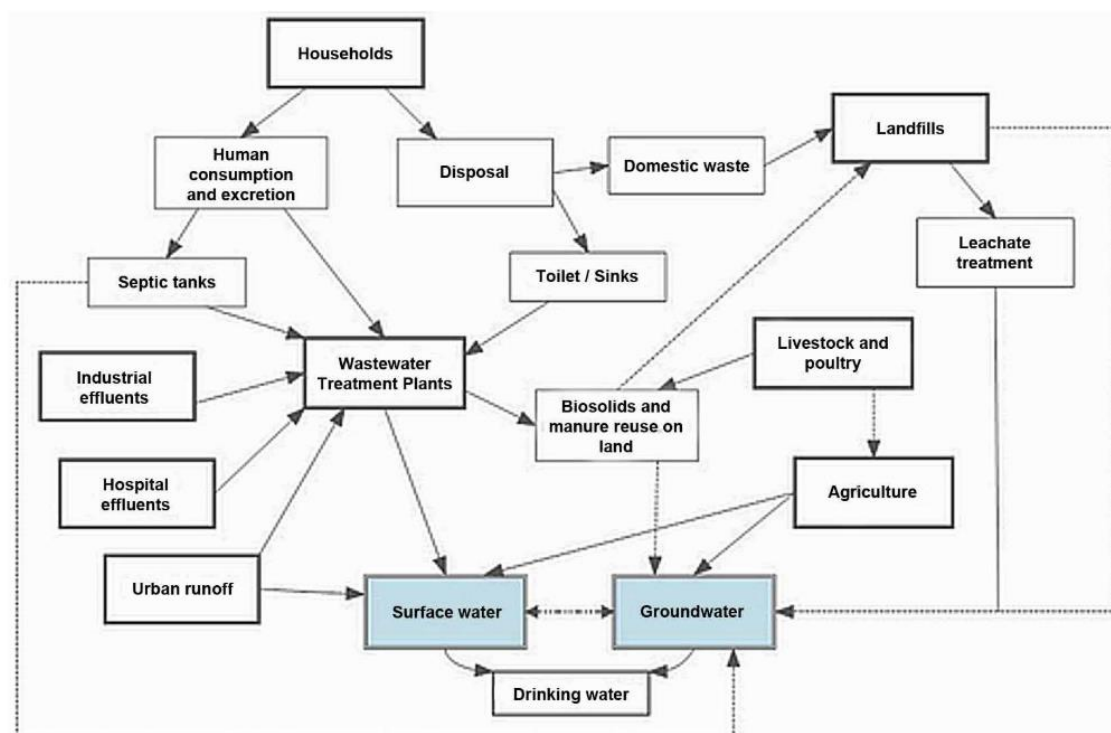 Households
Human
consumption
and excretion
Disposal
Domestic waste
Landfills
Septic tanks
Toilet / Sinks
Leachate
treatment
Industrial
effluents
Wastewater
Treatment Plants
Livestock and
poultry
Biosolids and
manure reuse on
land
Hospital
effluents
Agriculture
Urban runoff
Surface water
Groundwater
Drinking water